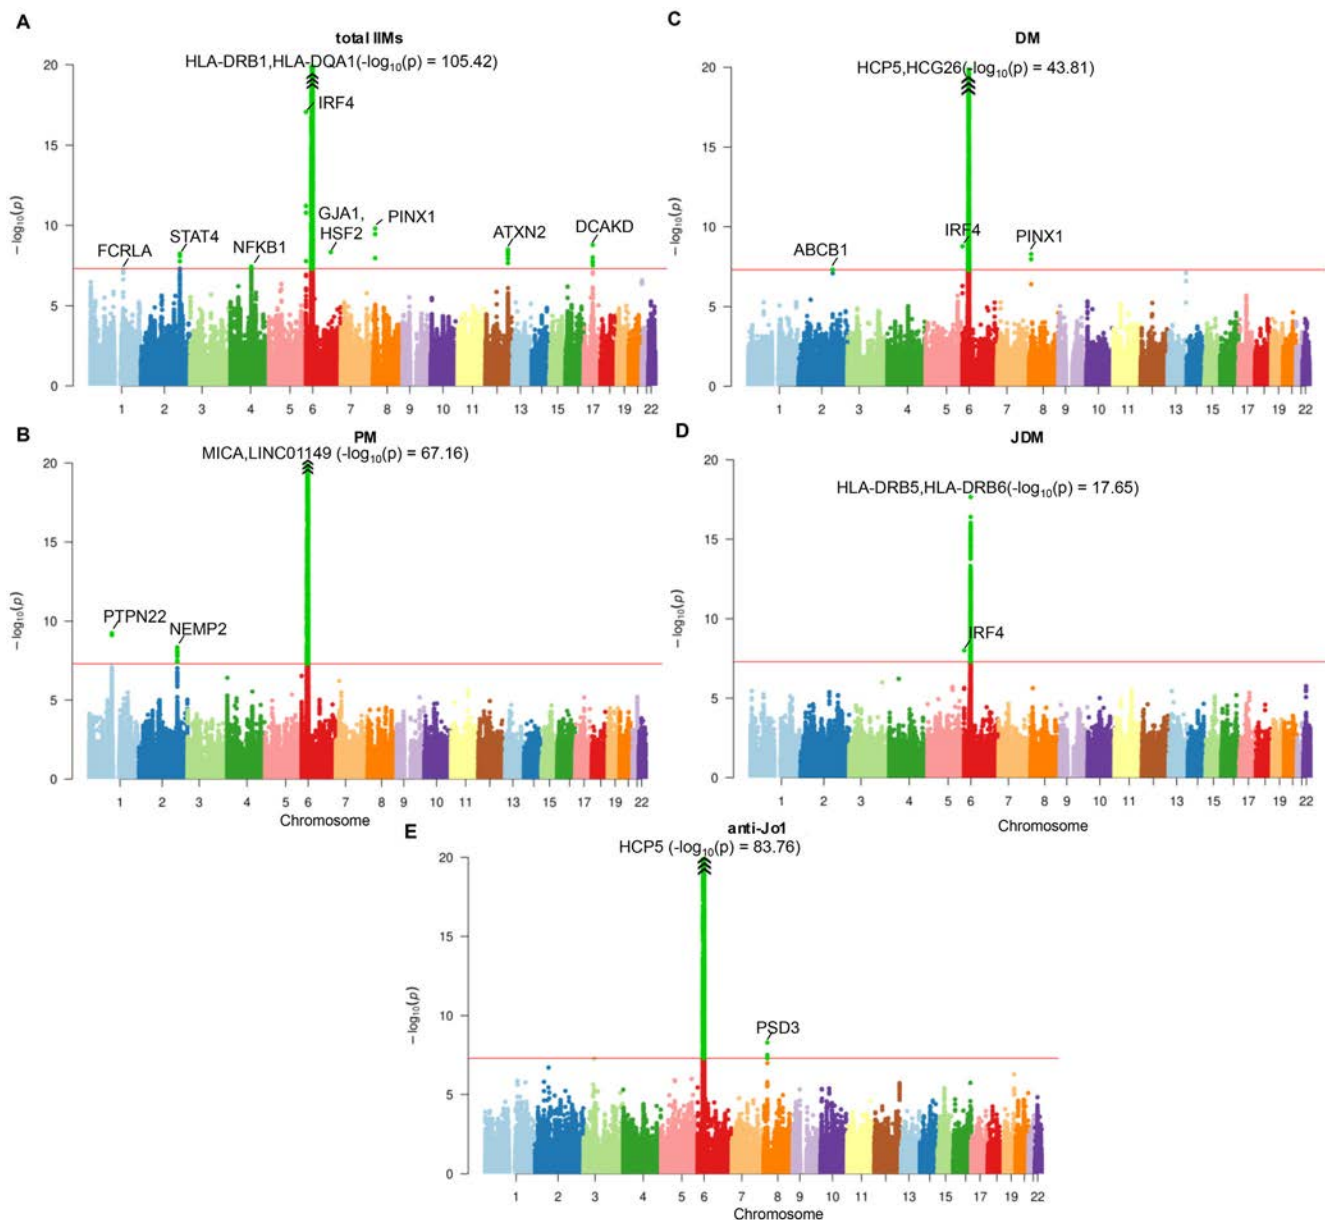 A
total IIMs
HLA-DRB1,HLA-DQA1(-log10(p) = 105.42)
20
15
10
5
0
− log10(p)
IRF4
FCRLA
STAT4
NFKB1
GJA1,
HSF2
PINX1
ATXN2
DCAKD
1 2 3 4 5 6 7 8 9 10 11 13 15 17 19 22
C
DM
HCP5,HCG26(-log10(p) = 43.81)
20
15
10
5
0
− log10(p)
ABCB1
IRF4
PINX1
1 2 3 4 5 6 7 8 9 10 11 13 15 17 19 22
B
PM
MICA,LINC01149 (-log10(p) = 67.16)
20
15
10
5
0
− log10(p)
PTPN22
NEMP2
1 2 3 4 5 6 7 8 9 10 11 13 15 17 19 22
Chromosome
D
JDM
HLA-DRB5,HLA-DRB6(-log10(p) = 17.65)
20
15
10
5
0
− log10(p)
IRF4
1 2 3 4 5 6 7 8 9 10 11 13 15 17 19 22
Chromosome
E
anti-Jo1
HCP5 (-log10(p) = 83.76)
20
15
10
5
0
− log10(p)
PSD3
1 2 3 4 5 6 7 8 9 10 11 13 15 17 19 22
Chromosome